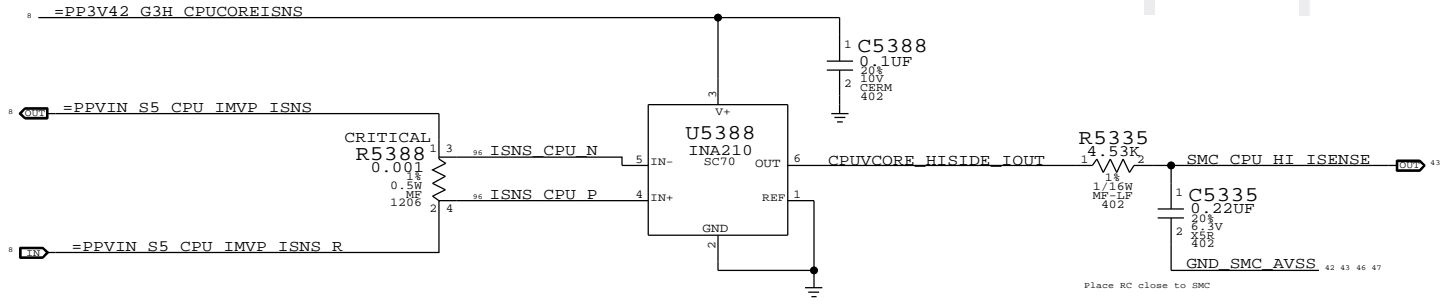 8 =PP3V42_G3H_CPUCOREISNS
1 C5388
0.1UF
20%
10V
2 CERM
402
8 OUT =PPVIN_S5_CPU_IMVP_ISNS
3
V+
U5388
INA210
SC70
CRITICAL 1 3
R5388
0.001
1%
0.5W
MF
1206
2 4
96 ISNS_CPU_N 5 IN-
96 ISNS_CPU_P 4 IN+
OUT 6 CPUVCORE_HISIDE_IOUT
REF 1
GND
2
R5335
1 4.53K 2
1%
1/16W
MF-LF
402
SMC_CPU_HI_ISENSE OUT 43
1 C5335
0.22UF
20%
2 6.3V
X5R
402
8 IN =PPVIN_S5_CPU_IMVP_ISNS_R
GND_SMC_AVSS 42 43 46 47
Place RC close to SMC